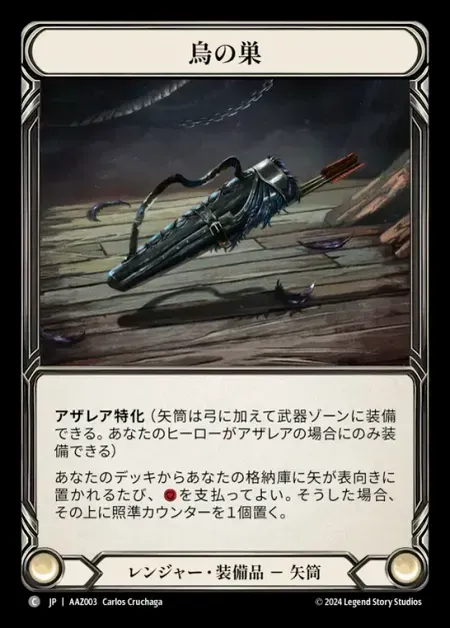 烏の巣
アザレア特化(矢筒は弓に加えて武器ゾーンに装備
できる。あなたのヒーローがアザレアの場合にのみ装
備できる)
あなたのデッキからあなたの格納庫に矢が表向きに
置かれるたび、を支払ってよい。そうした場合、
その上に照準カウンターを1個置く。
レンジャー・装備品 － 矢筒
C JP | AAZ003 Carlos Cruchaga
© 2024 Legend Story Studios